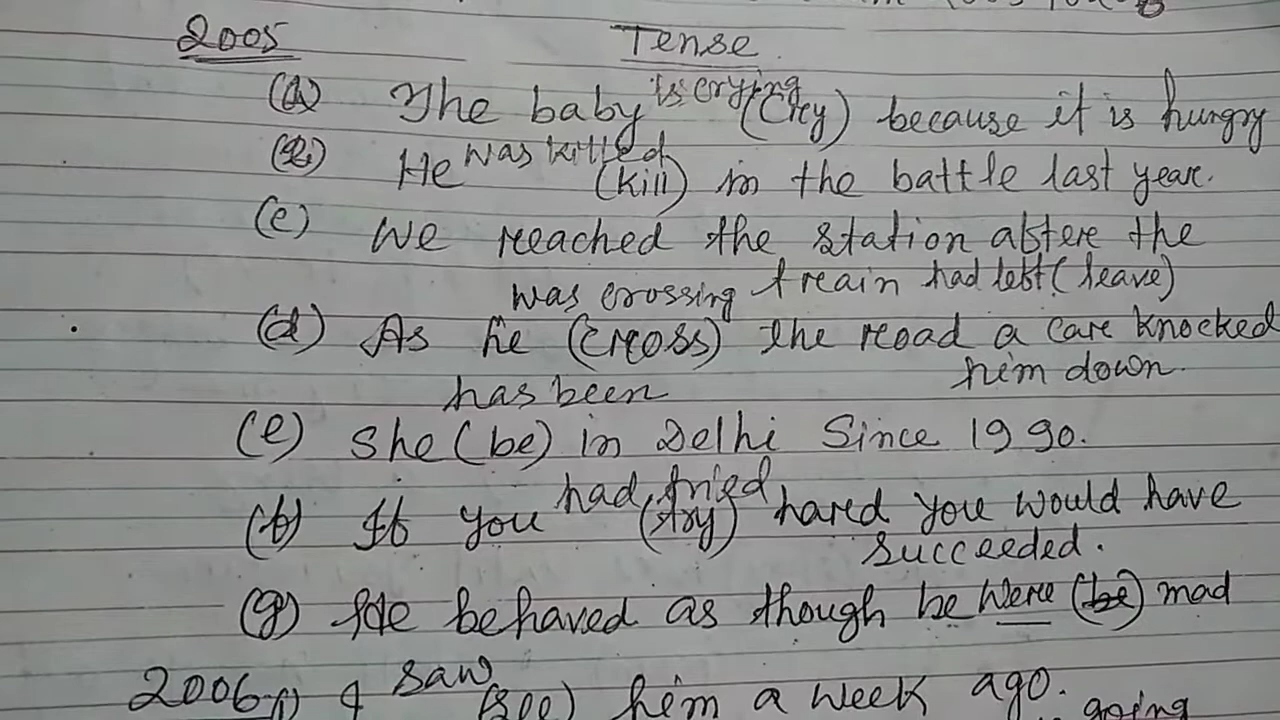 2005 Tense
is crying
(a) The baby (Cry) because it is hungry
was killed
(b) He (kill) in the battle last year.
(c) We reached the station after the
train had left (leave)
was crossing
(d) As he (cross) the road a car knocked
him down.
has been
(e) She (be) in Delhi Since 1990.
had tried
(f) If you (try) hard you would have
succeeded.
(g) He behaved as though he were (be) mad
saw
2006 I (see) him a week ago.
going